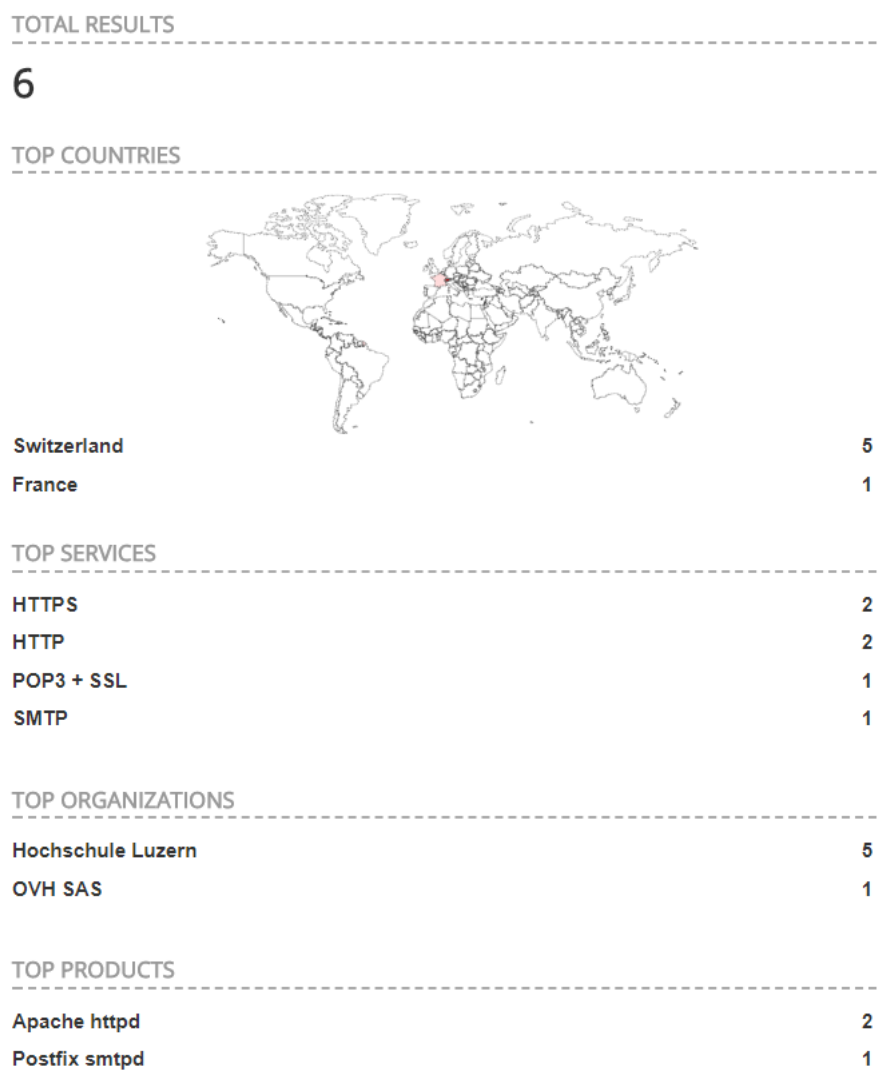 TOTAL RESULTS
6
TOP COUNTRIES
Switzerland 5
France 1
TOP SERVICES
HTTPS 2
HTTP 2
POP3 + SSL 1
SMTP 1
TOP ORGANIZATIONS
Hochschule Luzern 5
OVH SAS 1
TOP PRODUCTS
Apache httpd 2
Postfix smtpd 1